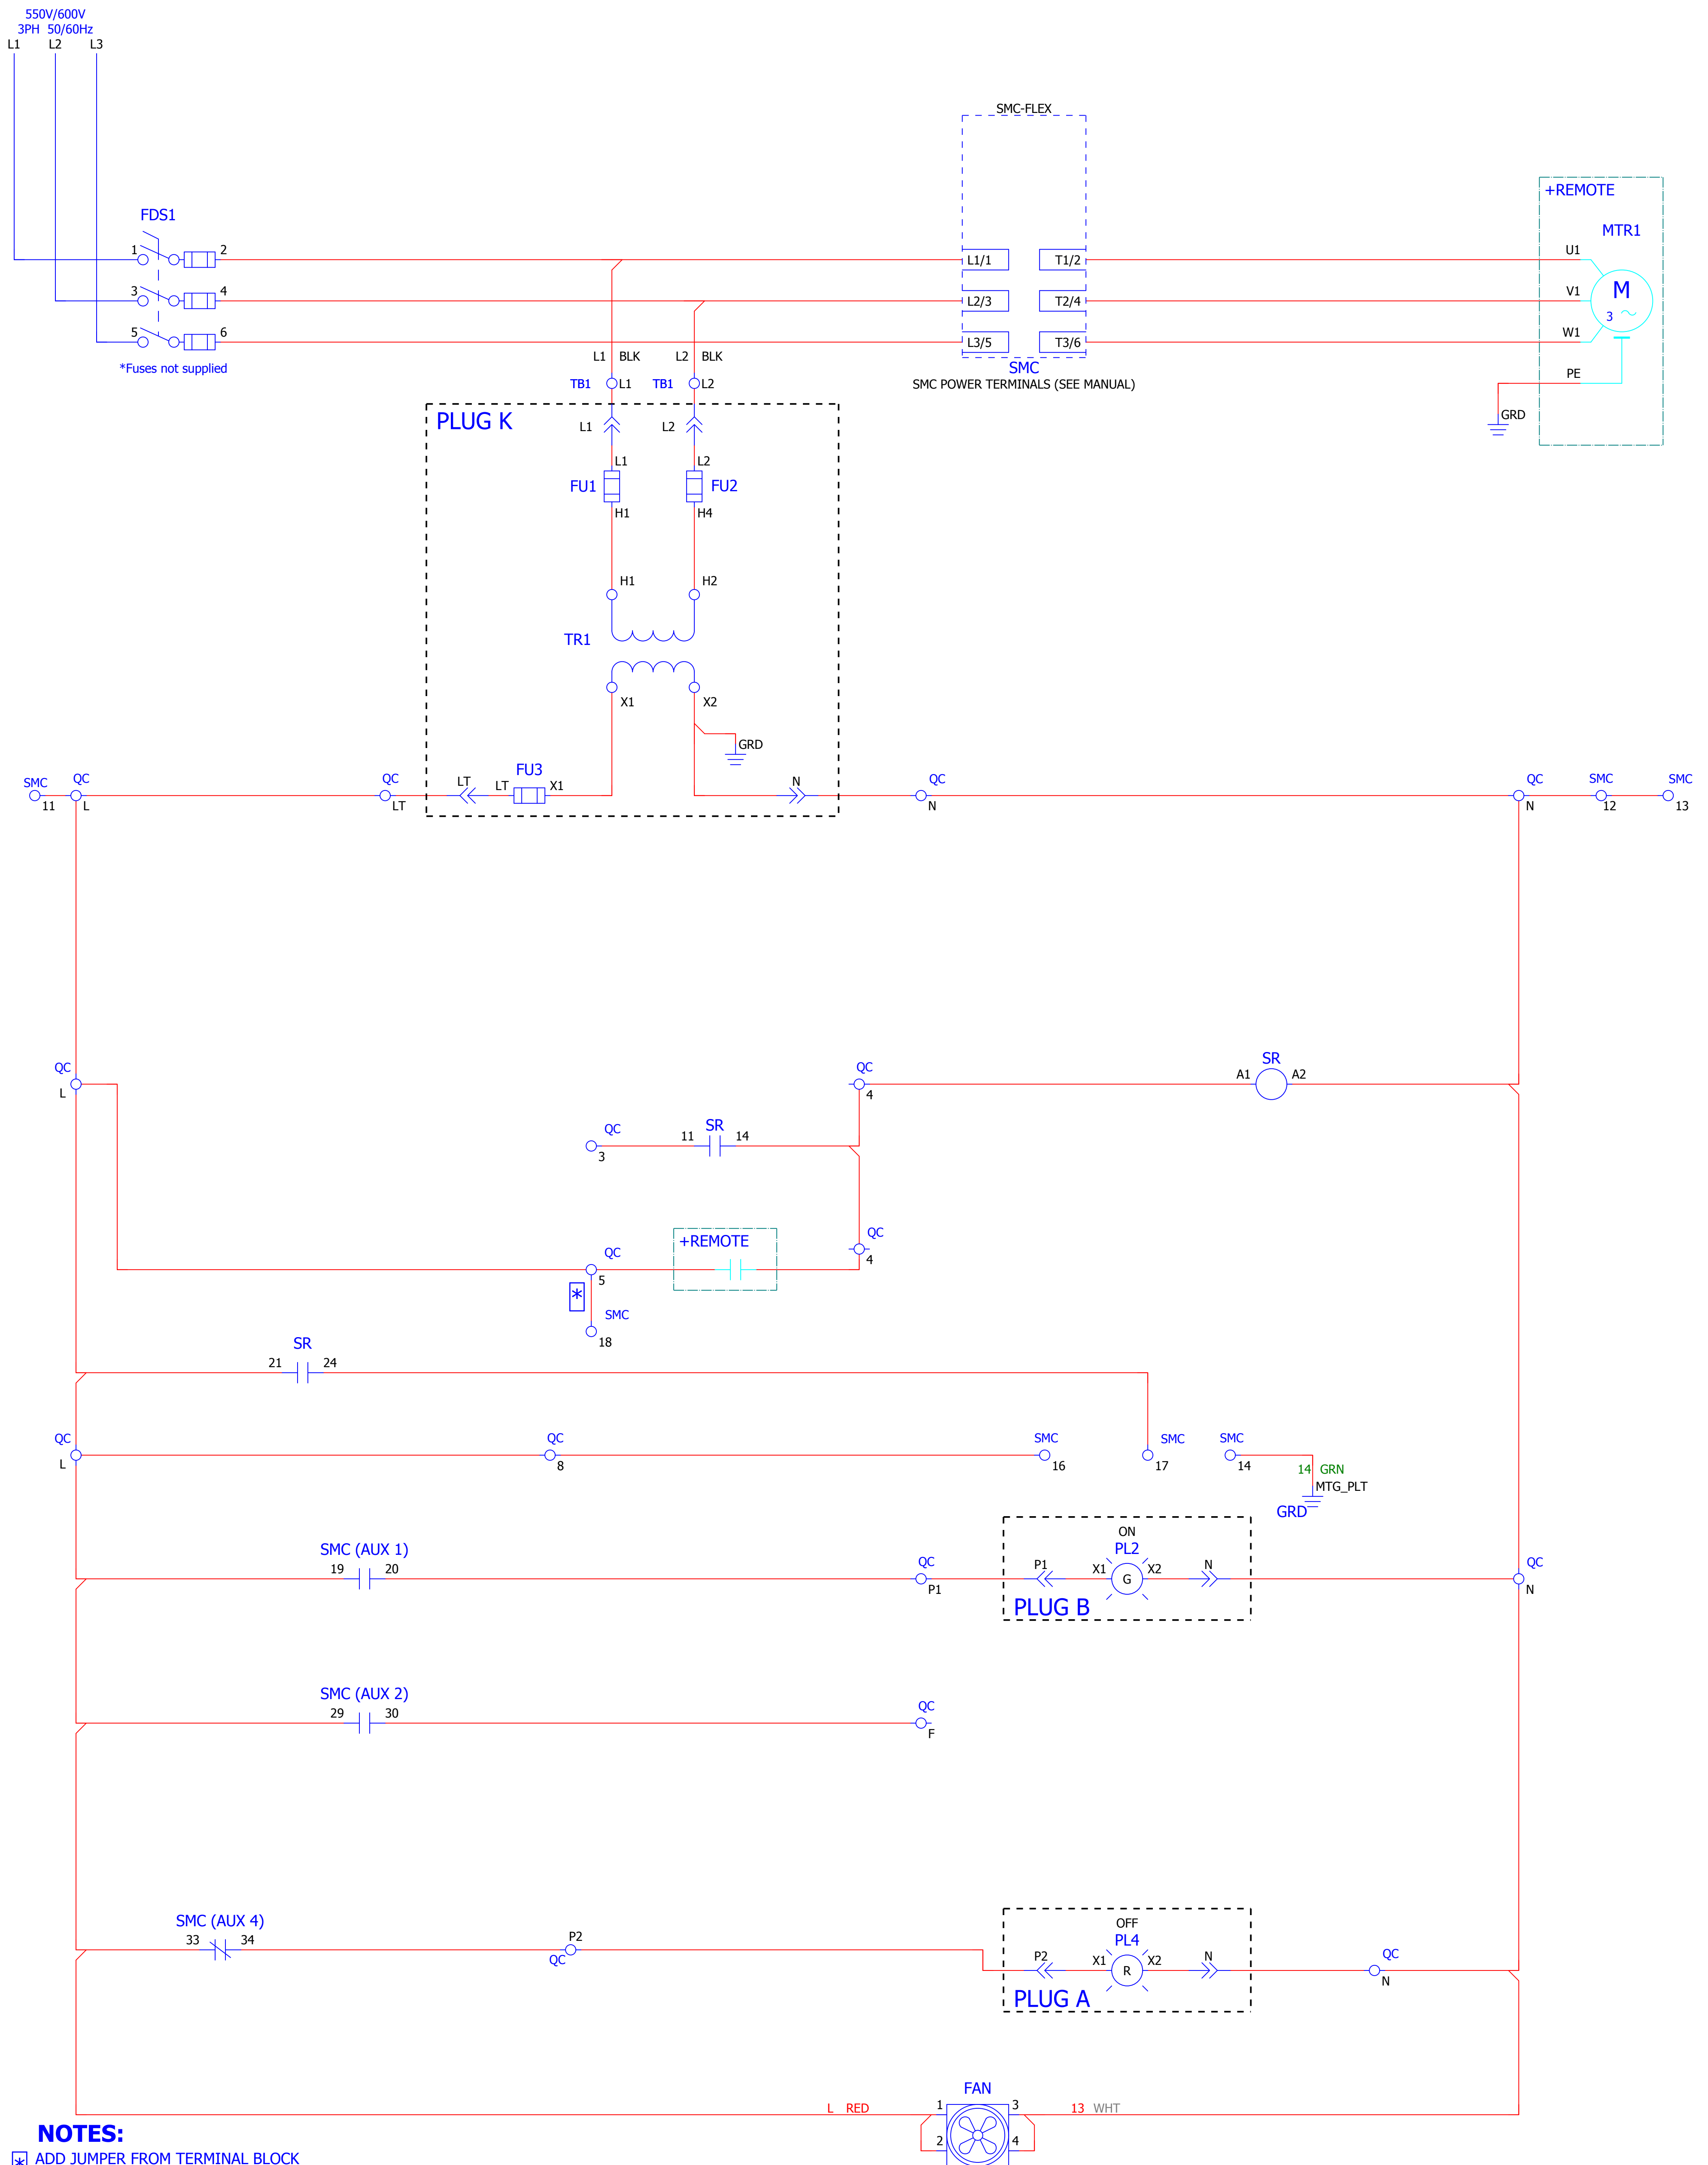 550V/600V
3PH 50/60Hz
L1 L2 L3
SMC-FLEX
+REMOTE
FDS1
MTR1
1 2
L1/1 T1/2
U1
3 4
L2/3 T2/4
V1
M
3
5 6
L3/5 T3/6
W1
*Fuses not supplied
L1 BLK L2 BLK
SMC
SMC POWER TERMINALS (SEE MANUAL)
PE
TB1 L1 TB1 L2
GRD
PLUG K
L1 L2
L1 L2
FU1 FU2
H1 H4
H1 H2
TR1
X1 X2
GRD
FU3
SMC QC QC LT LT X1 N QC QC SMC SMC
11 L LT N N 12 13
QC QC SR
A1 A2
L 4
QC SR
11 14
3
QC
+REMOTE
4
QC
5
*
SMC
18
SR
21 24
QC QC SMC SMC SMC
L 8 16 17 14
14 GRN
MTG_PLT
GRD
ON
SMC (AUX 1) PL2
19 20 QC P1 X1 X2 N QC
G
P1 N
PLUG B
SMC (AUX 2)
29 30 QC
F
SMC (AUX 4)
33 34 P2
QC
OFF
PL4
P2 X1 X2 N QC
R
N
PLUG A
FAN
L RED 1 3 13 WHT
2 4
NOTES:
* ADD JUMPER FROM TERMINAL BLOCK